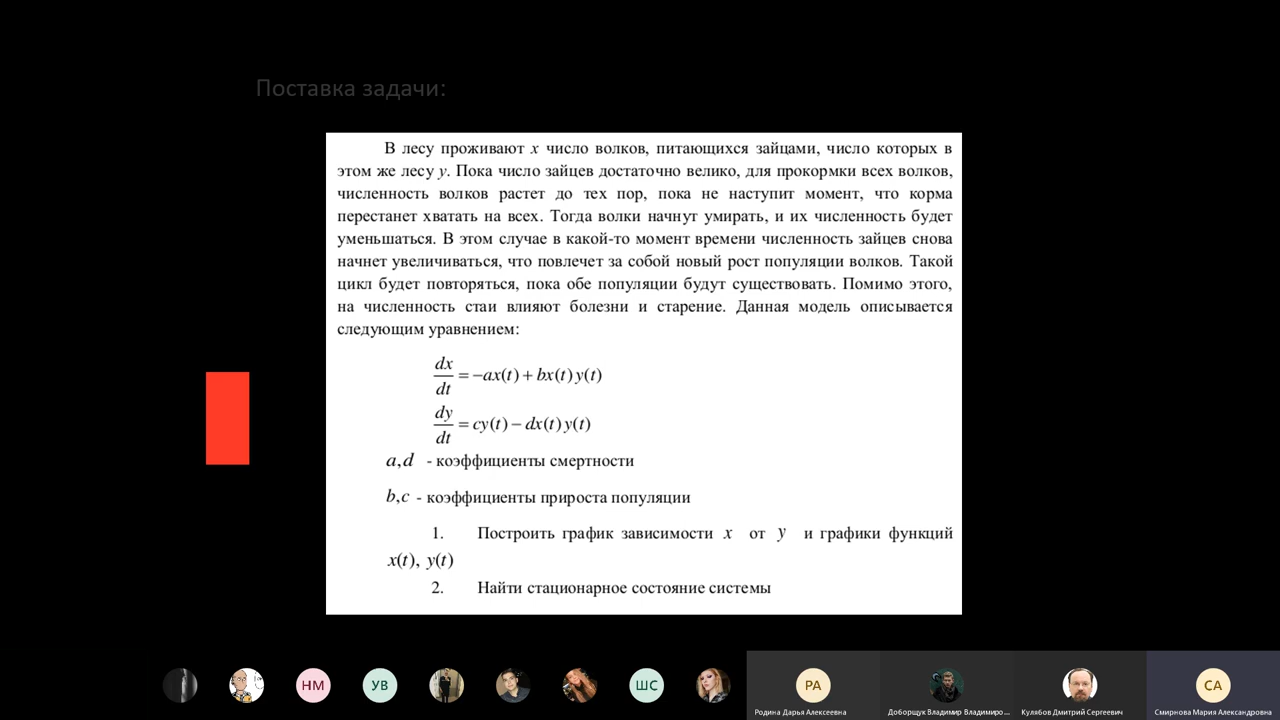 Поставка задачи:
В лесу проживают x число волков, питающихся зайцами, число которых в
этом же лесу y. Пока число зайцев достаточно велико, для прокормки всех волков,
численность волков растет до тех пор, пока не наступит момент, что корма
перестанет хватать на всех. Тогда волки начнут умирать, и их численность будет
уменьшаться. В этом случае в какой-то момент времени численность зайцев снова
начнет увеличиваться, что повлечет за собой новый рост популяции волков. Такой
цикл будет повторяться, пока обе популяции будут существовать. Помимо этого,
на численность стаи влияют болезни и старение. Данная модель описывается
следующим уравнением:
dx/dt = −ax(t) + bx(t)y(t)
dy/dt = cy(t) − dx(t)y(t)
a,d - коэффициенты смертности
b,c - коэффициенты прироста популяции
1. Построить график зависимости x от y и графики функций
x(t), y(t)
2. Найти стационарное состояние системы
НМ
УВ
ШС
РА
СА
Родина Дарья Алексеевна
Доборщук Владимир Владимиро...
Кулябов Дмитрий Сергеевич
Смирнова Мария Александровна